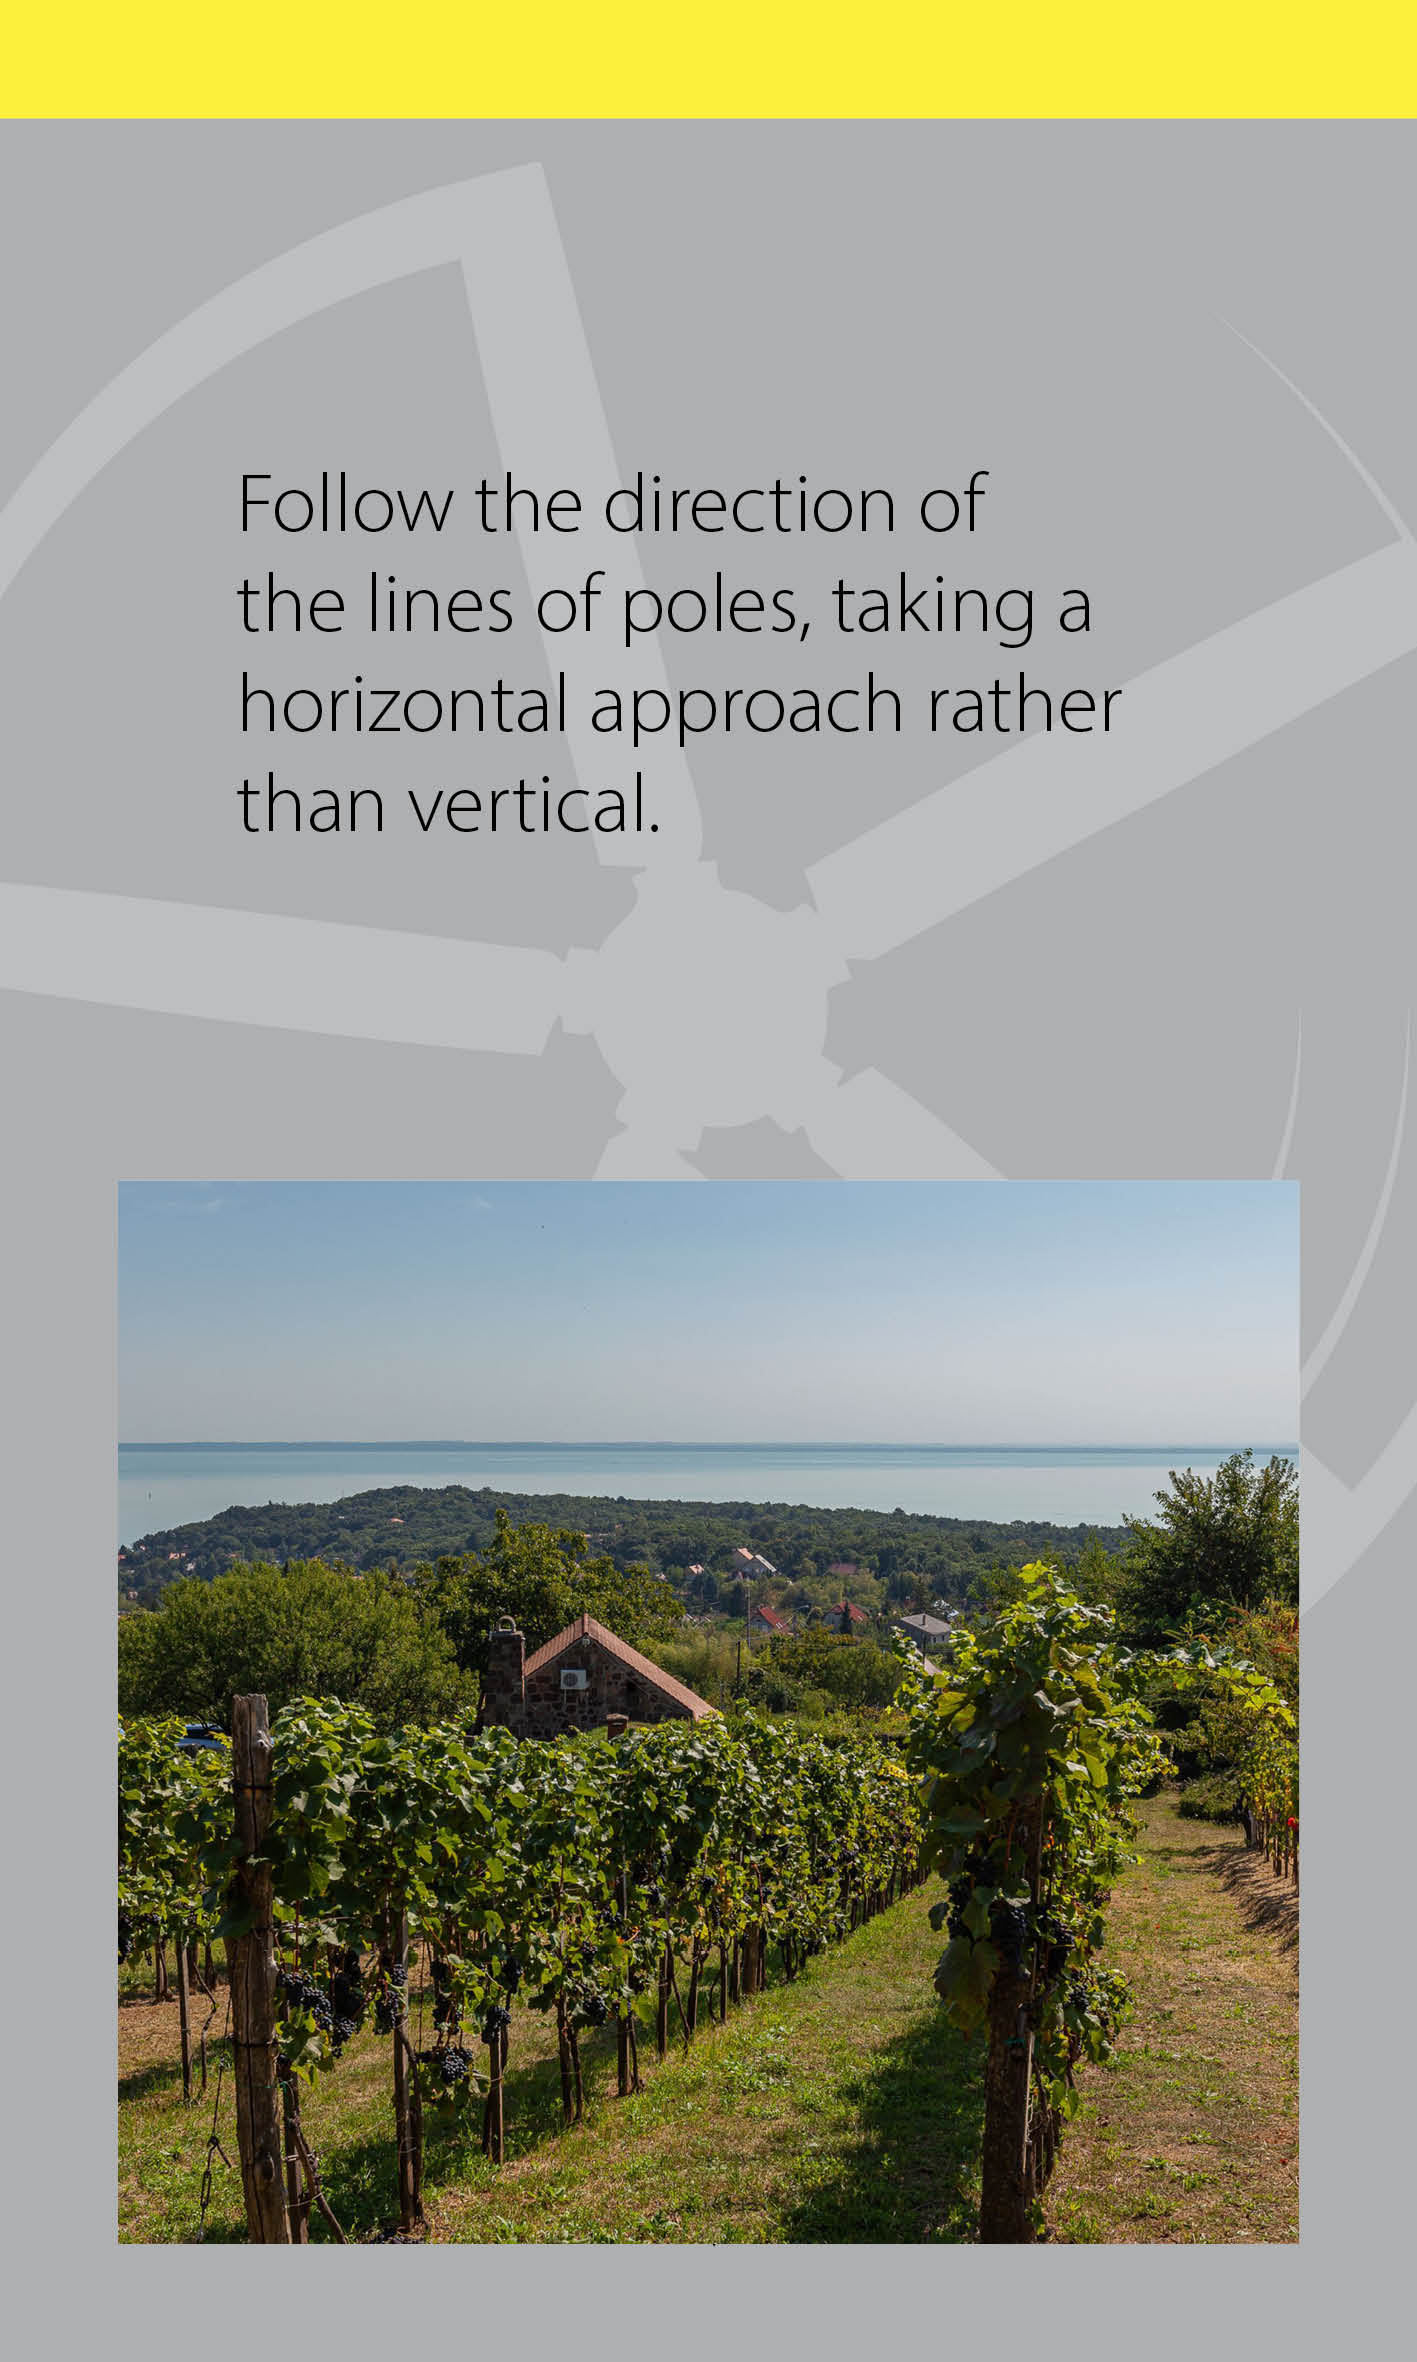 Follow the direction of
the lines of poles, taking a
horizontal approach rather
than vertical.